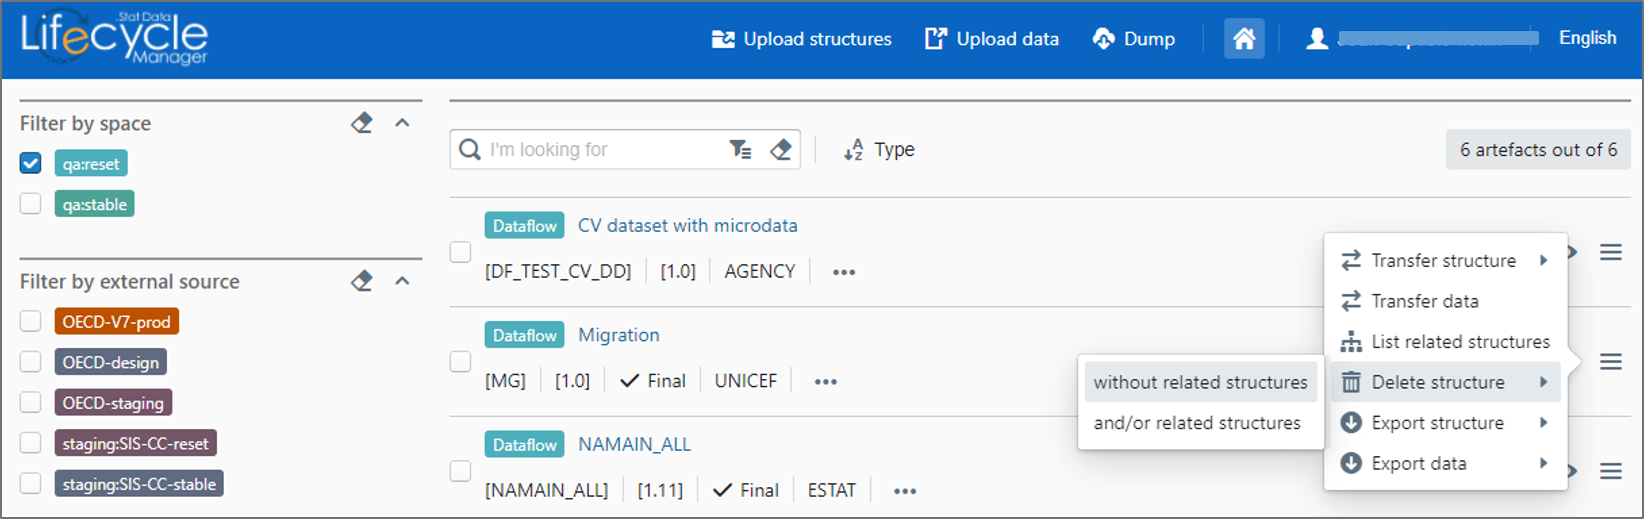 .Stat Data
Lifecycle
Manager
Upload structures
Upload data
Dump
English
Filter by space
qa:reset
qa:stable
Filter by external source
OECD-V7-prod
OECD-design
OECD-staging
staging:SIS-CC-reset
staging:SIS-CC-stable
I'm looking for
Type
6 artefacts out of 6
Dataflow CV dataset with microdata
[DF_TEST_CV_DD] [1.0] AGENCY •••
Dataflow Migration
[MG] [1.0] Final UNICEF •••
Dataflow NAMAIN_ALL
[NAMAIN_ALL] [1.11] Final ESTAT •••
Transfer structure
Transfer data
List related structures
Delete structure
Export structure
Export data
without related structures
and/or related structures